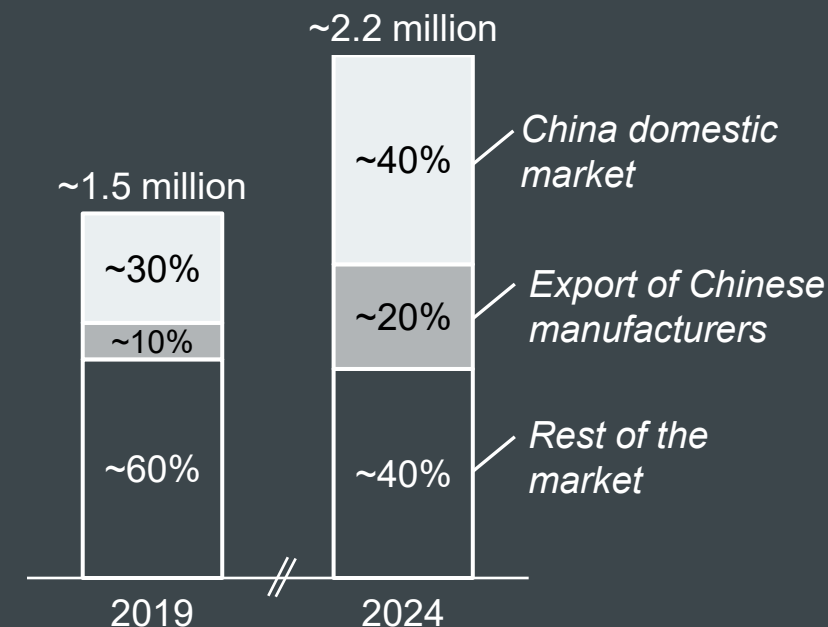 ~2.2 million
~1.5 million
~40%
China domestic
market
~30%
~20%
Export of Chinese
manufacturers
~10%
~60%
~40%
Rest of the
market
2019
2024